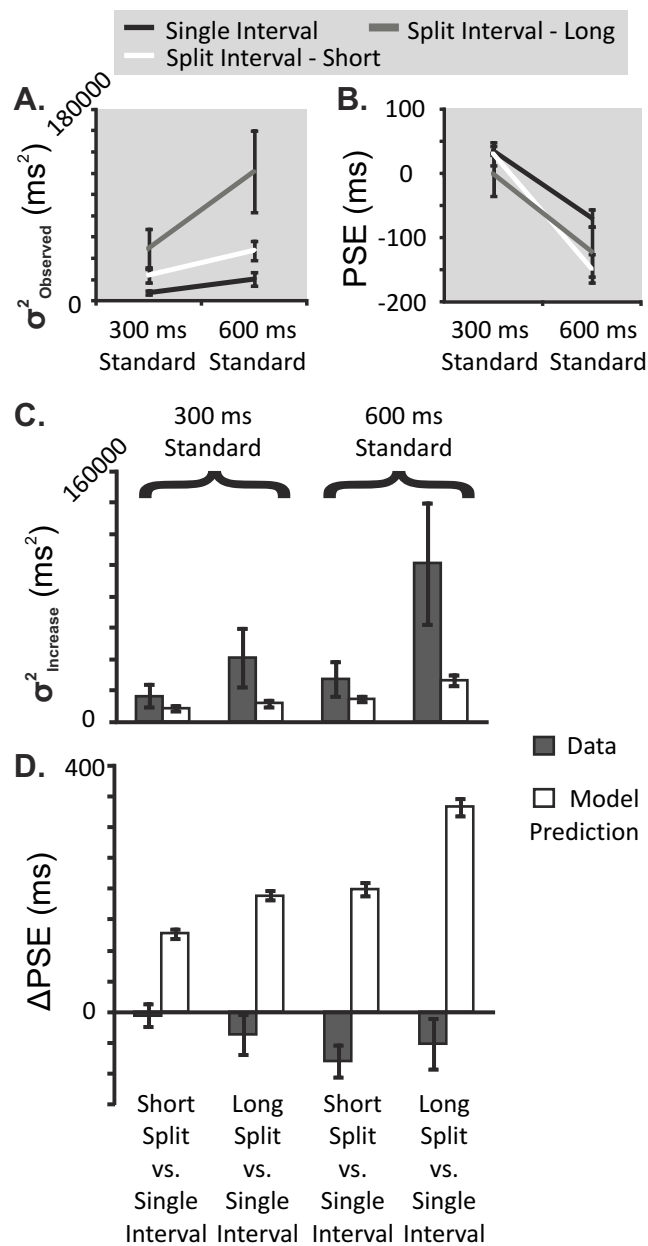 Single Interval
Split Interval - Long
Split Interval - Short
A.
180000
σ²Observed (ms²)
0
300 ms
Standard
600 ms
Standard
B.
100
0
-100
-200
PSE (ms)
300 ms
Standard
600 ms
Standard
C.
300 ms
Standard
600 ms
Standard
160000
σ²Increase (ms²)
0
Data
Model
Prediction
D.
400
ΔPSE (ms)
0
Short
Split
vs.
Single
Interval
Long
Split
vs.
Single
Interval
Short
Split
vs.
Single
Interval
Long
Split
vs.
Single
Interval